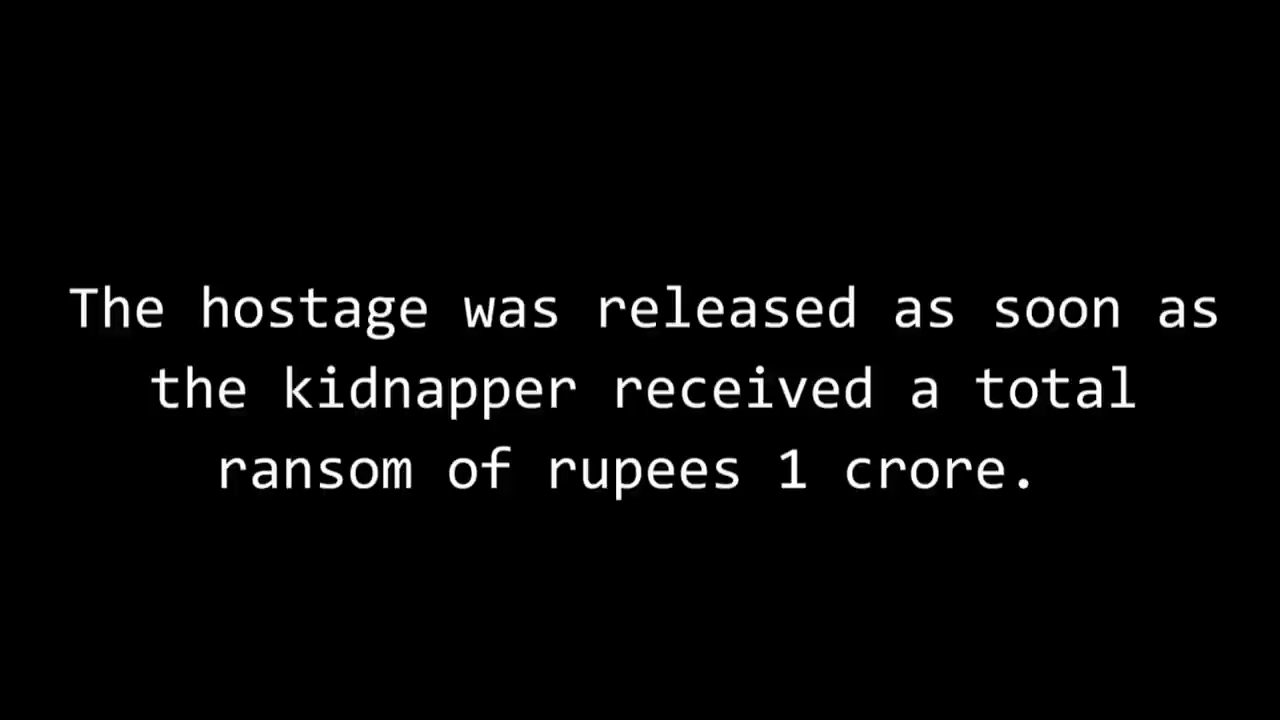 The hostage was released as soon as
the kidnapper received a total
ransom of rupees 1 crore.